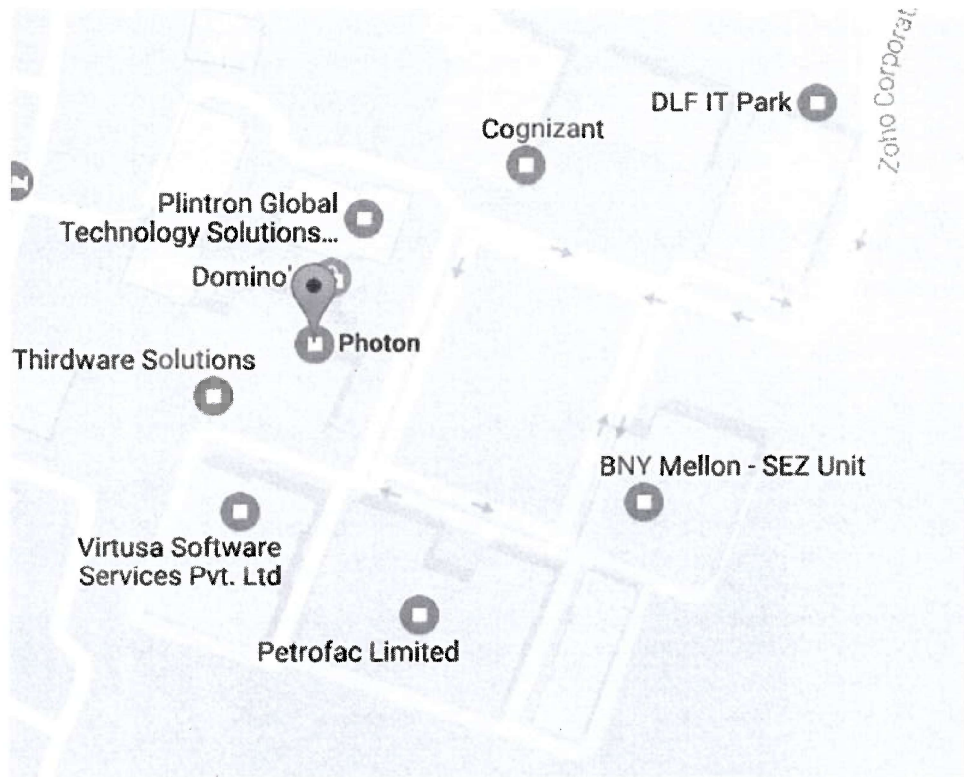 Zoho Corporat.
DLF IT Park
Cognizant
Plintron Global
Technology Solutions...
Domino'
Photon
Thirdware Solutions
BNY Mellon - SEZ Unit
Virtusa Software
Services Pvt. Ltd
Petrofac Limited